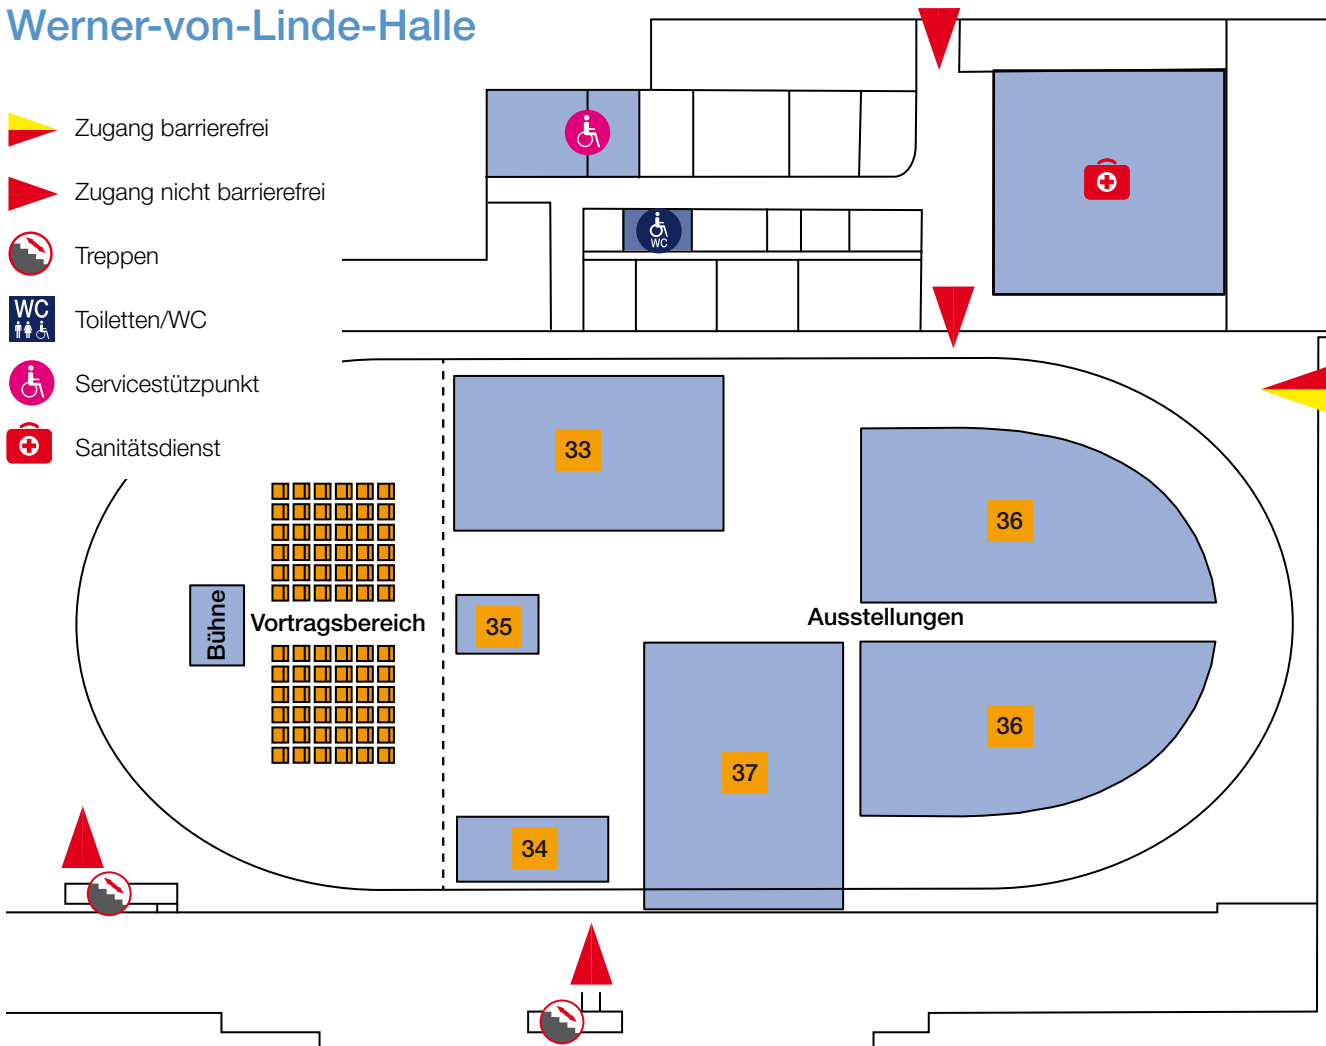 Werner-von-Linde-Halle
Zugang barrierefrei
Zugang nicht barrierefrei
Treppen
WC
Toiletten/WC
Servicestützpunkt
Sanitätsdienst
WC
33
36
Bühne
Vortragsbereich
35
Ausstellungen
36
37
34